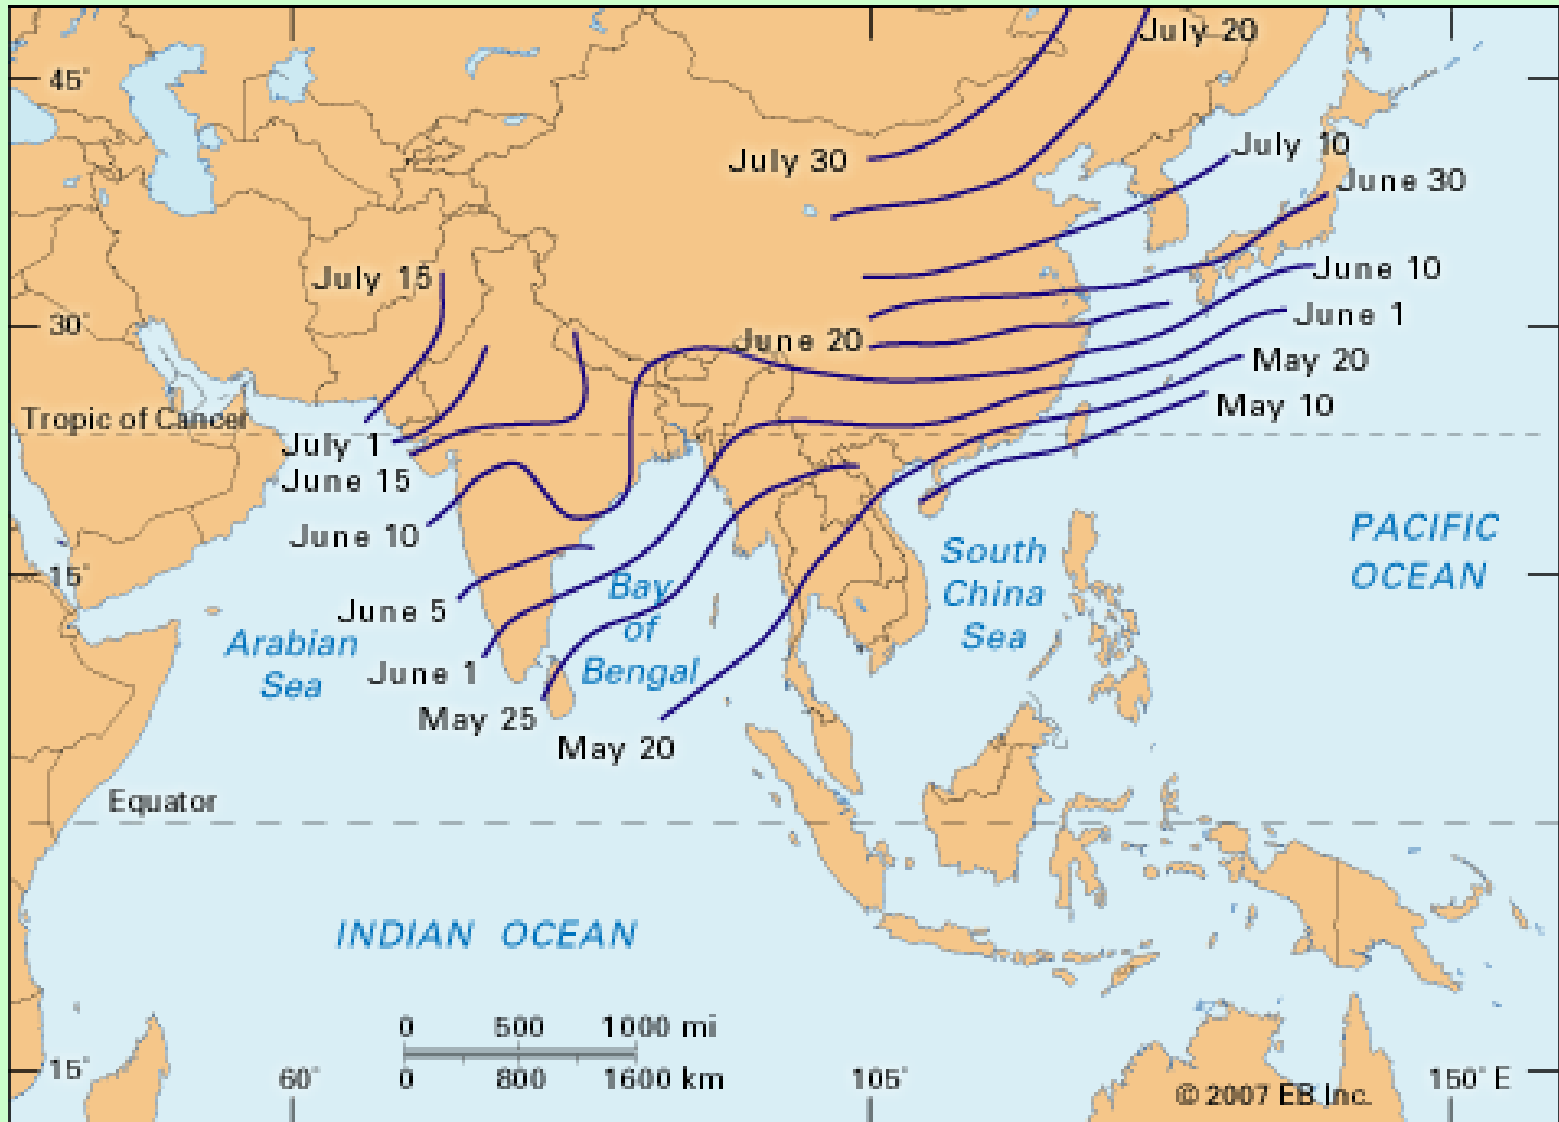 July 20
45°
July 10
July 30
June 30
June 10
July 15
June 1
30°
June 20
May 20
May 10
Tropic of Cancer
July 1
June 15
PACIFIC
OCEAN
June 10
South
China
Sea
15°
Bay
of
Bengal
June 5
Arabian
Sea
June 1
May 25
May 20
Equator
INDIAN OCEAN
0 500 1000 mi
0 800 1600 km
15°
60°
105°
150° E
© 2007 EB Inc.